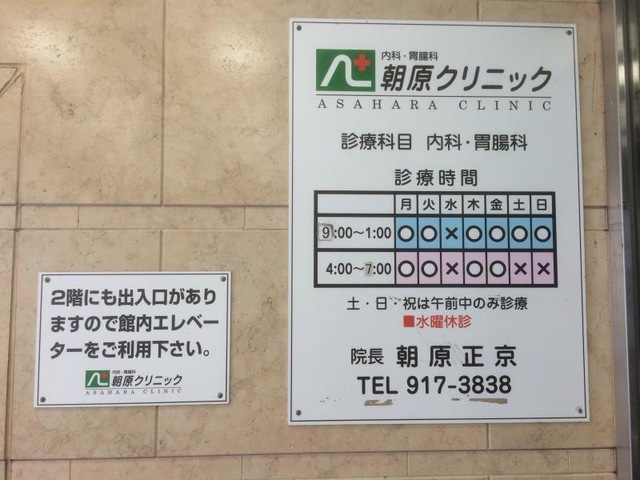 内科・胃腸科
朝原クリニック
ASAHARA CLINIC
診療科目 内科・胃腸科
診療時間
月 火 水 木 金 土 日
9:00～1:00 ○ ○ × ○ ○ ○ ○
4:00～7:00 ○ ○ × ○ ○ × ×
土・日・祝は午前中のみ診療
■水曜休診
院長 朝原正京
TEL 917-3838
2階にも出入口があり
ますので館内エレベー
ターをご利用下さい。
内科・胃腸科
朝原クリニック
ASAHARA CLINIC